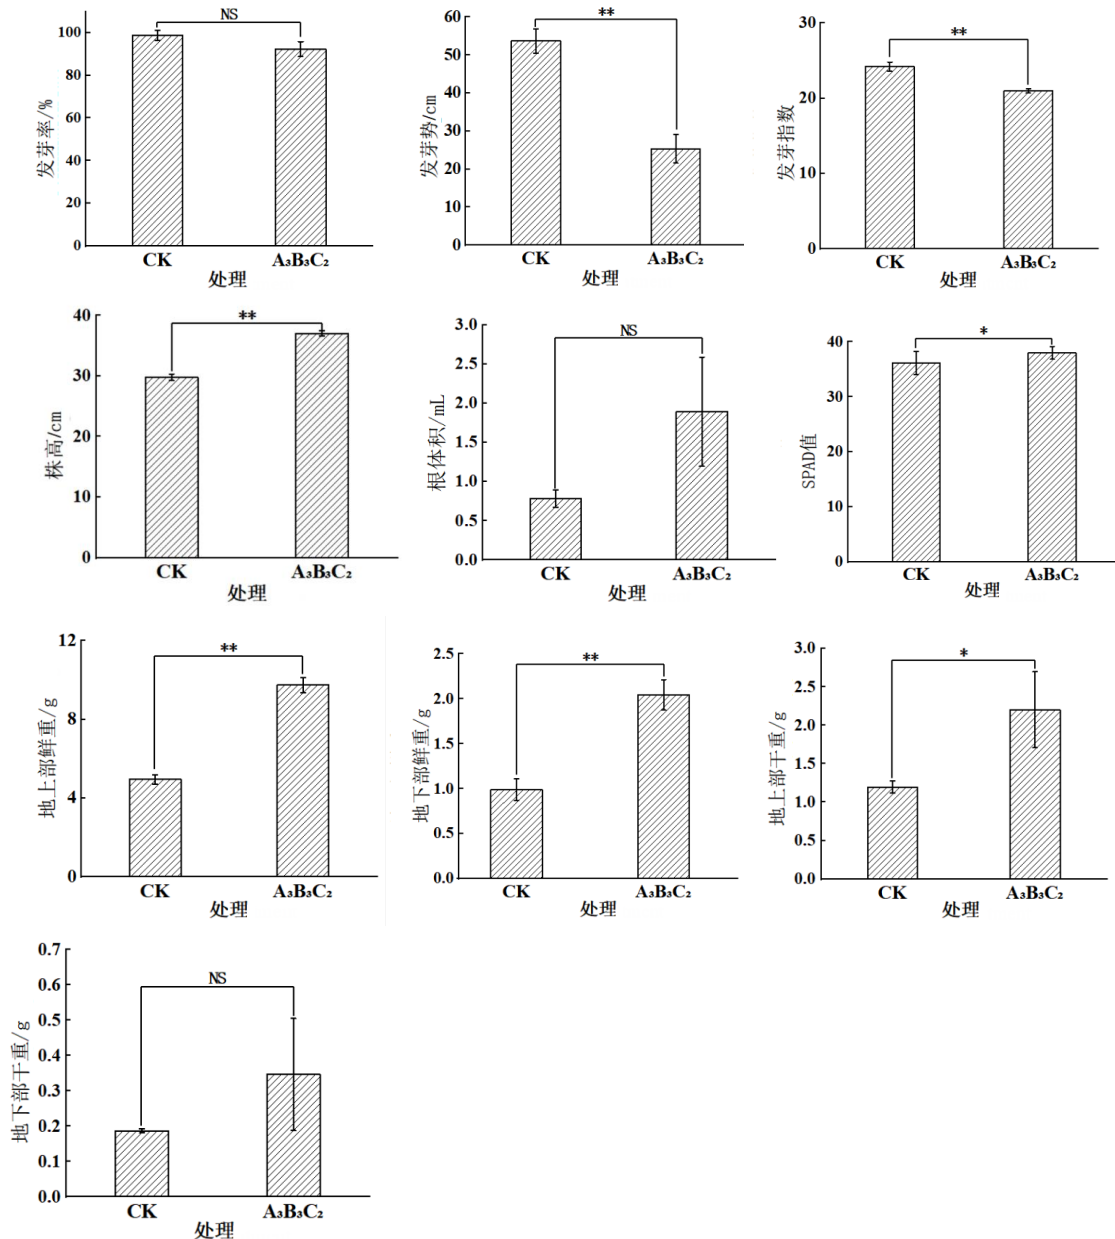 NS
发芽率/%
100
80
60
40
20
0
CK
A₃B₃C₂
处理
**
发芽势/cm
60
50
40
30
20
10
0
CK
A₃B₃C₂
处理
**
发芽指数
30
20
10
0
CK
A₃B₃C₂
处理
**
株高/cm
40
30
20
10
0
CK
A₃B₃C₂
处理
NS
根体积/mL
3.0
2.5
2.0
1.5
1.0
0.5
0.0
CK
A₃B₃C₂
处理
*
SPAD值
40
30
20
10
0
CK
A₃B₃C₂
处理
**
地上部鲜重/g
12
8
4
0
CK
A₃B₃C₂
处理
**
地下部鲜重/g
2.5
2.0
1.5
1.0
0.5
0.0
CK
A₃B₃C₂
处理
*
地上部干重/g
3.0
2.5
2.0
1.5
1.0
0.5
0.0
CK
A₃B₃C₂
处理
NS
地下部干重/g
0.7
0.6
0.5
0.4
0.3
0.2
0.1
0.0
CK
A₃B₃C₂
处理